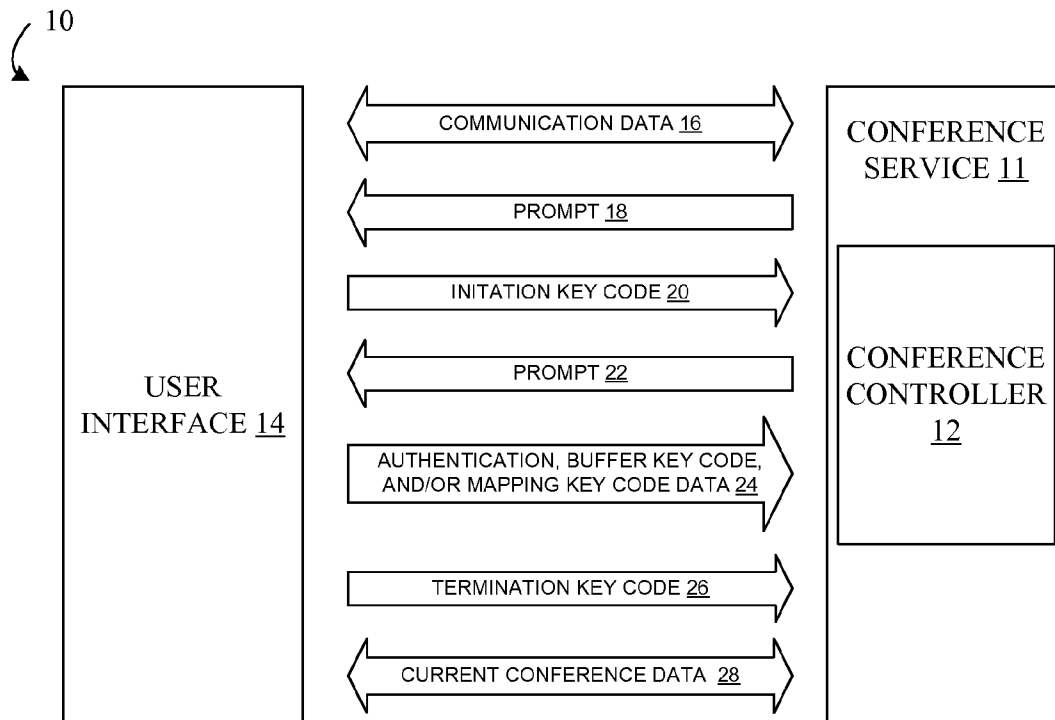 10
COMMUNICATION DATA 16
CONFERENCE
SERVICE 11
PROMPT 18
INITATION KEY CODE 20
PROMPT 22
USER
INTERFACE 14
CONFERENCE
CONTROLLER
12
AUTHENTICATION, BUFFER KEY CODE,
AND/OR MAPPING KEY CODE DATA 24
TERMINATION KEY CODE 26
CURRENT CONFERENCE DATA 28